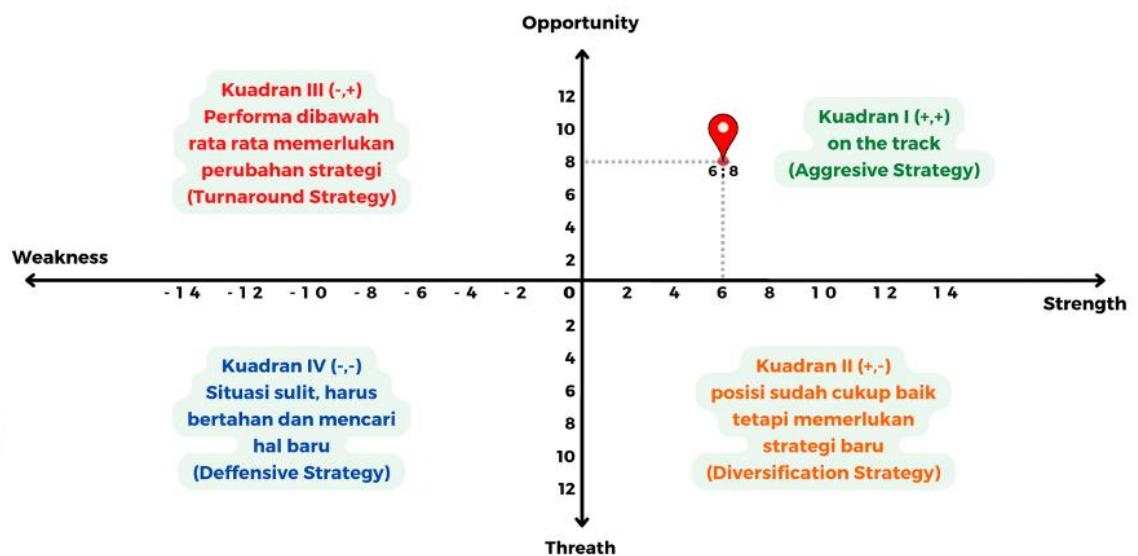 Opportunity
Kuadran III (-,+)
Performa dibawah
rata rata memerlukan
perubahan strategi
(Turnaround Strategy)
12
10
8
6
4
2
6 8
Kuadran I (+,+)
on the track
(Aggresive Strategy)
Weakness
-14 -12 -10 -8 -6 -4 -2 0 2 4 6 8 10 12 14
Strength
2
4
6
8
10
12
Kuadran IV (-,-)
Situasi sulit, harus
bertahan dan mencari
hal baru
(Deffensive Strategy)
Kuadran II (+,-)
posisi sudah cukup baik
tetapi memerlukan
strategi baru
(Diversification Strategy)
Threath